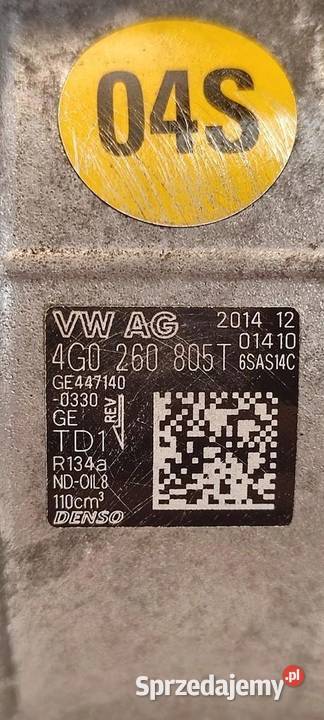 04S
VW AG 2014 12
01410
4G0 260 805T 6SAS14C
GE447140
-0330
GE
REV
TD1
R134a
ND-OIL8
110cm³
DENSO
Sprzedajemy.pl